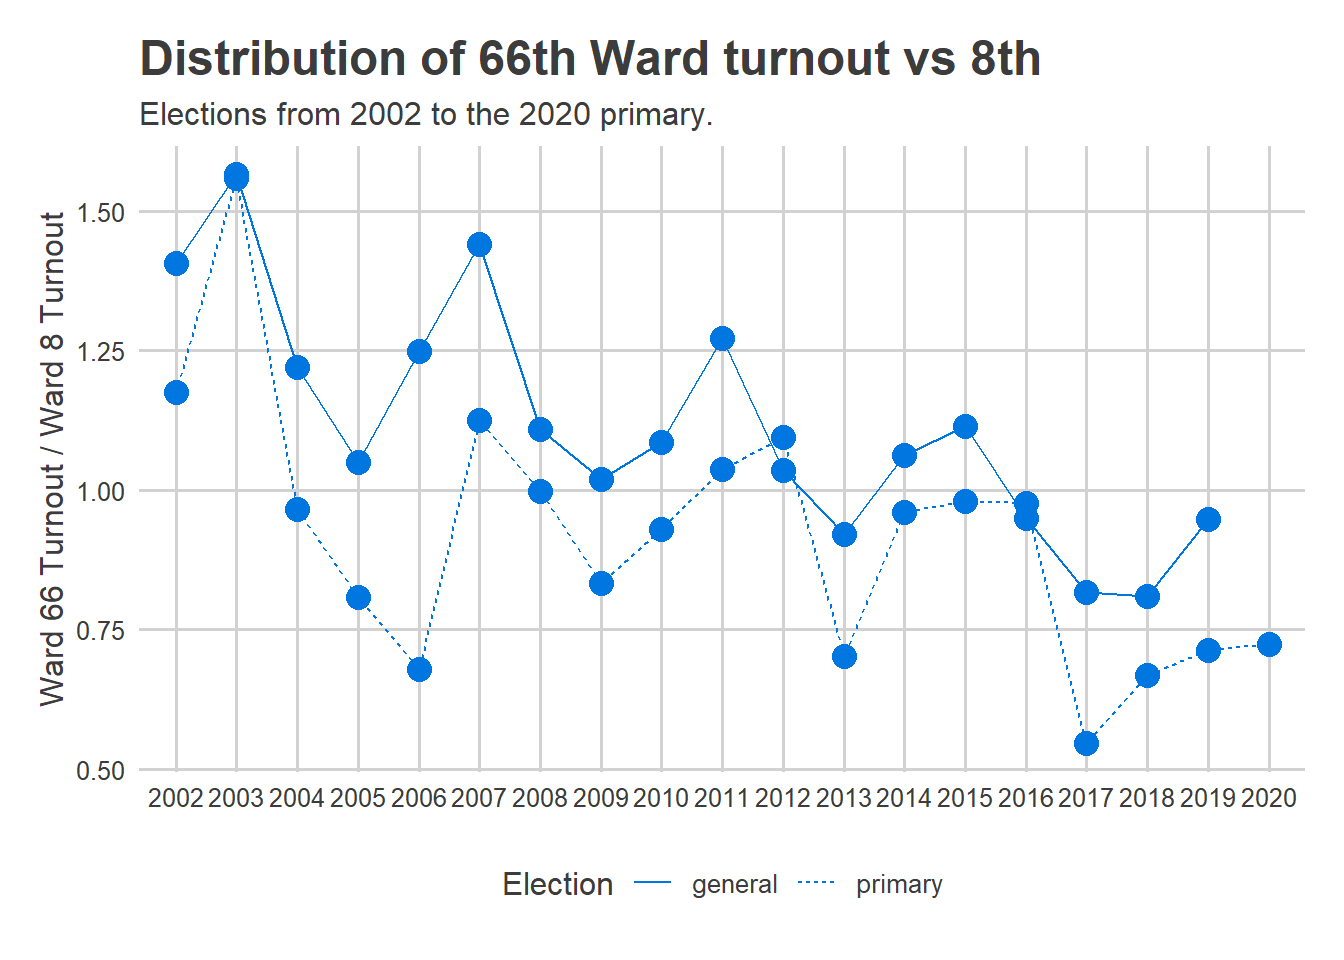 Distribution of 66th Ward turnout vs 8th
Elections from 2002 to the 2020 primary.
Ward 66 Turnout / Ward 8 Turnout
1.50
1.25
1.00
0.75
0.50
2002 2003 2004 2005 2006 2007 2008 2009 2010 2011 2012 2013 2014 2015 2016 2017 2018 2019 2020
Election general primary